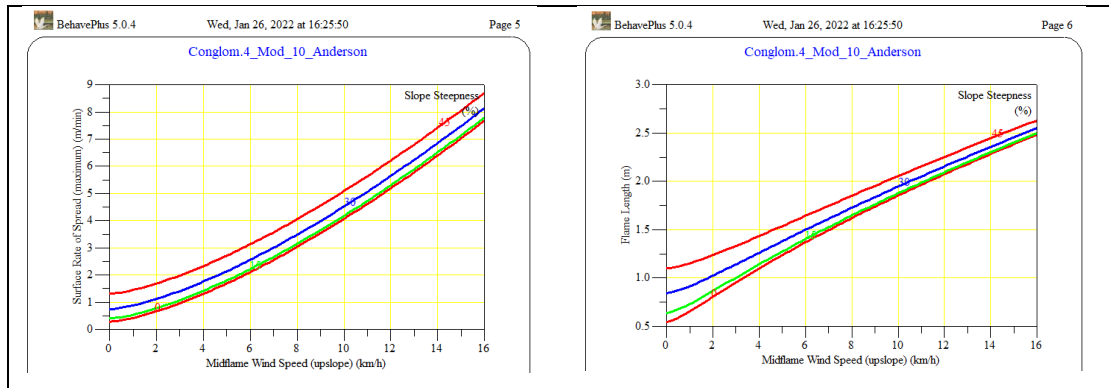 BehavePlus 5.0.4 Wed, Jan 26, 2022 at 16:25:50 Page 5
Conglom.4_Mod_10_Anderson
Slope Steepness
(%)
45
30
15
0
Surface Rate of Spread (maximum) (m/min)
9
8
7
6
5
4
3
2
1
0
0 2 4 6 8 10 12 14 16
Midflame Wind Speed (upslope) (km/h)
BehavePlus 5.0.4 Wed, Jan 26, 2022 at 16:25:50 Page 6
Conglom.4_Mod_10_Anderson
Slope Steepness
(%)
45
30
15
0
Flame Length (m)
3.0
2.5
2.0
1.5
1.0
0.5
0 2 4 6 8 10 12 14 16
Midflame Wind Speed (upslope) (km/h)